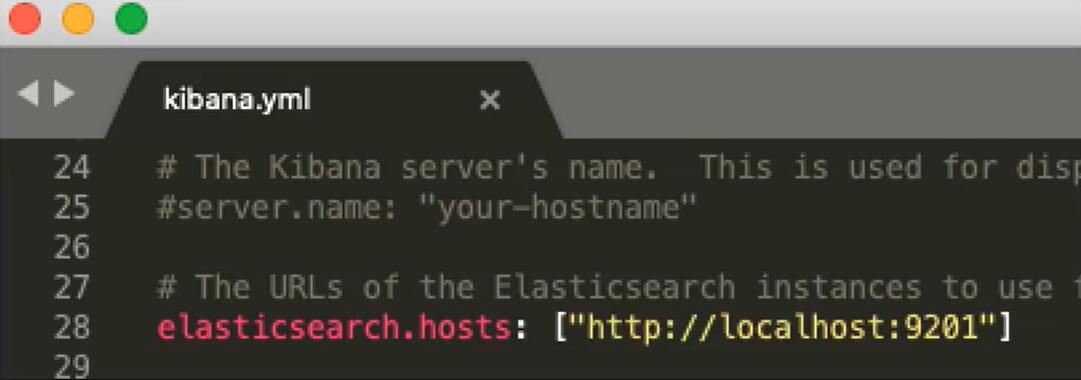 kibana.yml ×
24 # The Kibana server's name.  This is used for disp
25 #server.name: "your-hostname"
26
27 # The URLs of the Elasticsearch instances to use
28 elasticsearch.hosts: ["http://localhost:9201"]
29